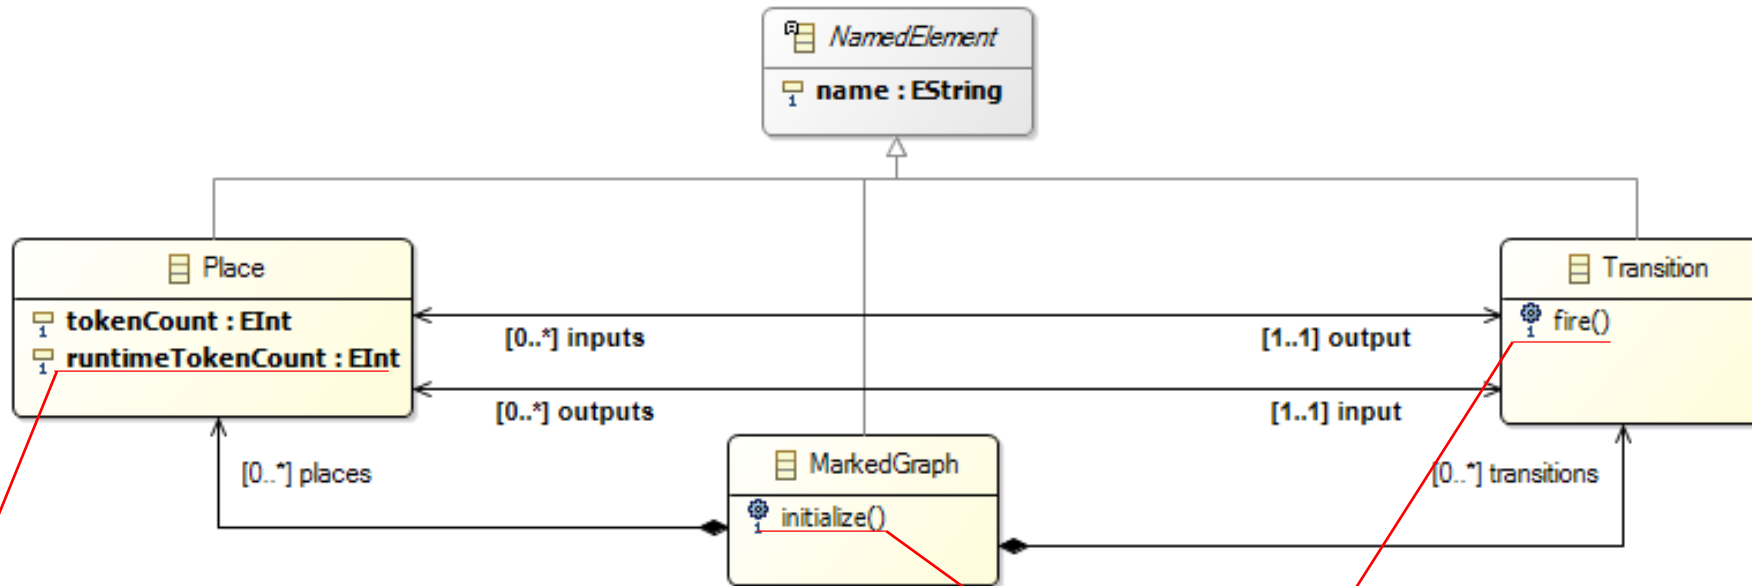 NamedElement
name : EString
Place
tokenCount : EInt
runtimeTokenCount : EInt
Transition
fire()
[0..*] inputs
[1..1] output
[0..*] outputs
[1..1] input
[0..*] places
MarkedGraph
initialize()
[0..*] transitions